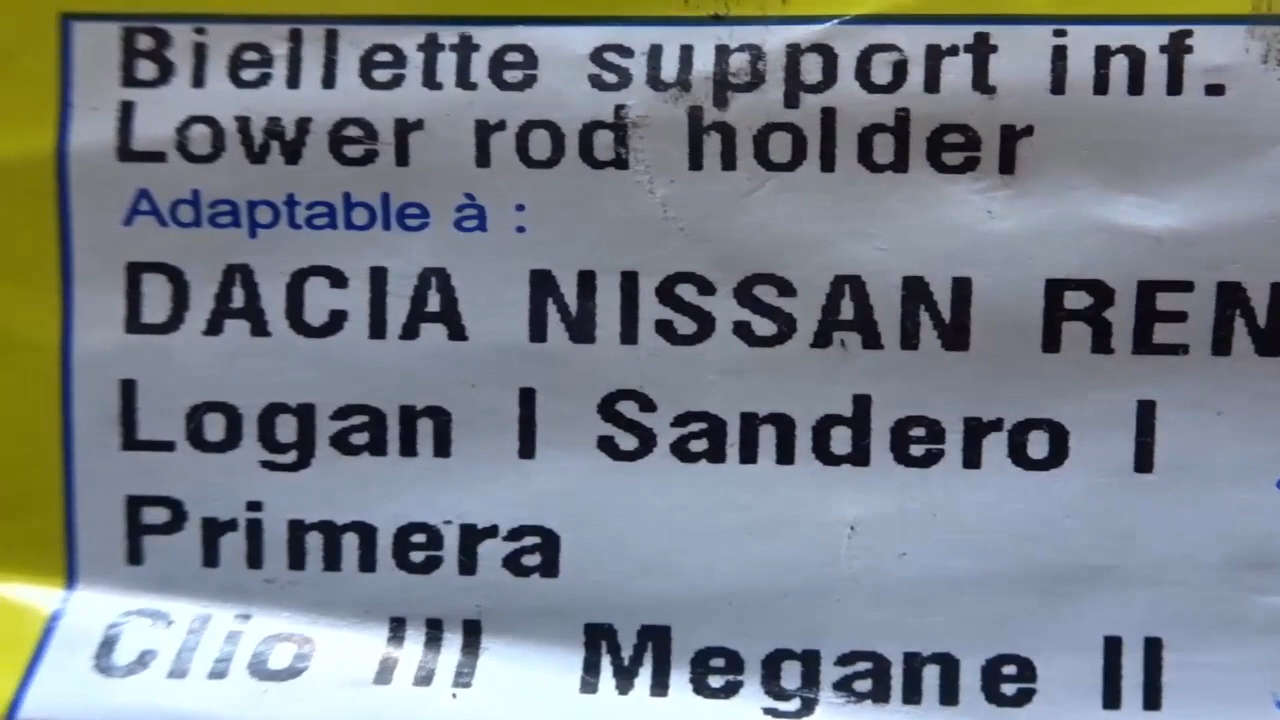 Biellette support inf.
Lower rod holder
Adaptable à :
DACIA NISSAN REN
Logan I Sandero I
Primera
Clio III Megane II